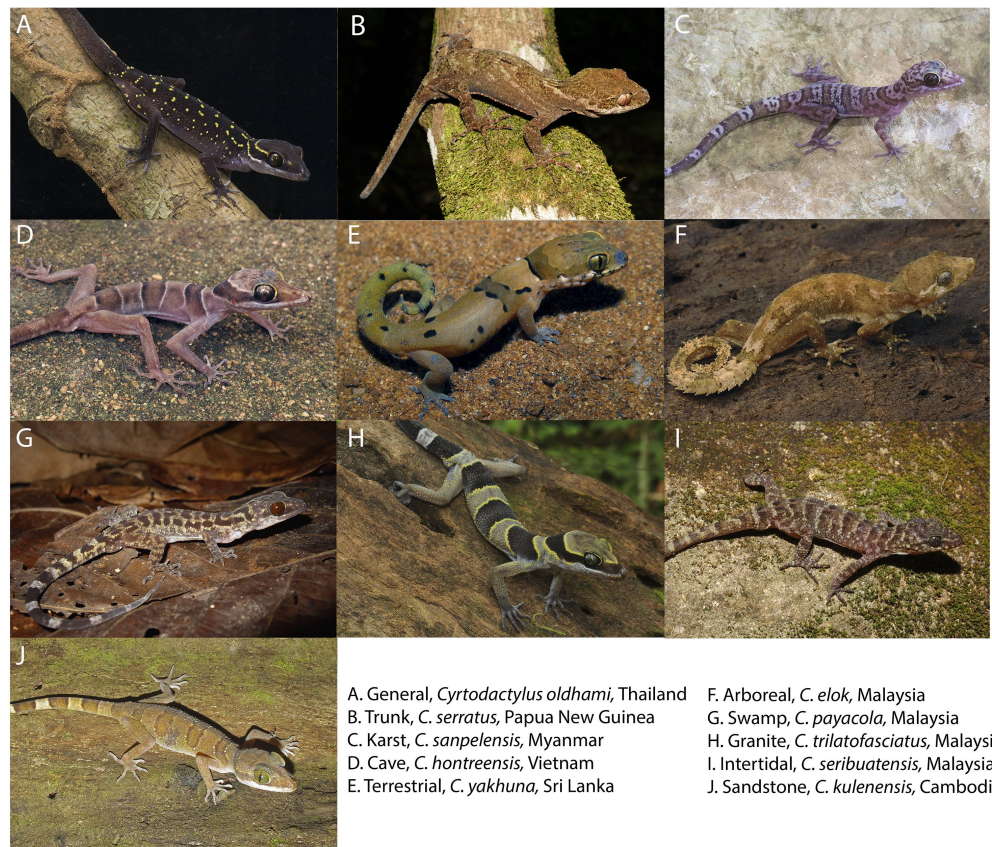 A
B
C
D
E
F
G
H
I
J
A. General, Cyrtodactylus oldhami, Thailand
B. Trunk, C. serratus, Papua New Guinea
C. Karst, C. sanpelensis, Myanmar
D. Cave, C. hontreensis, Vietnam
E. Terrestrial, C. yakhuna, Sri Lanka
F. Arboreal, C. elok, Malaysia
G. Swamp, C. payacola, Malaysia
H. Granite, C. trilatofasciatus, Malaysi
I. Intertidal, C. seribuatensis, Malaysia
J. Sandstone, C. kulenensis, Cambodi